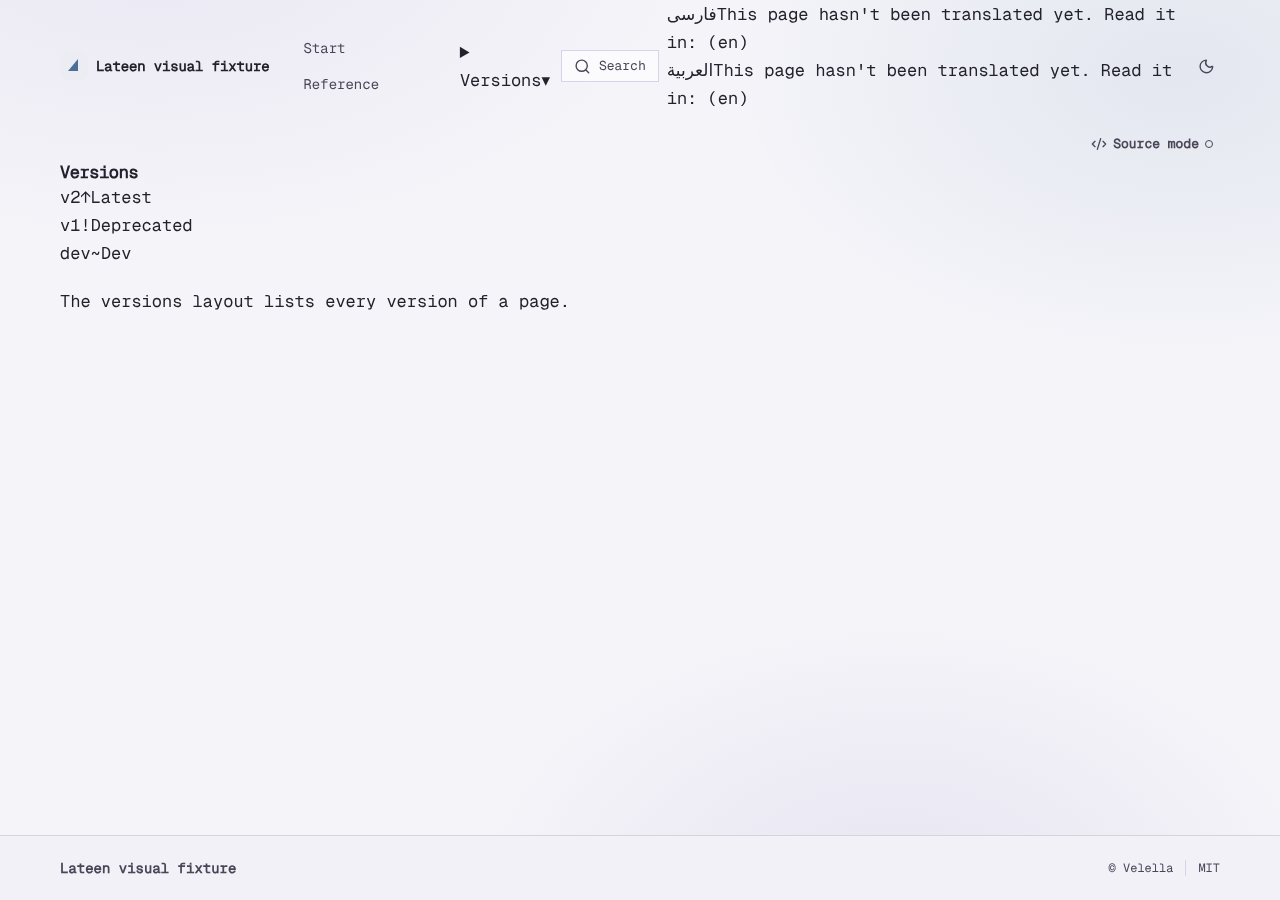 Lateen visual fixture
Start
Reference
Versions▾
Search
فارسیThis page hasn't been translated yet. Read it
in: (en)
العربيةThis page hasn't been translated yet. Read it
in: (en)
Source mode
Versions
v2↑Latest
v1!Deprecated
dev~Dev
The versions layout lists every version of a page.
Lateen visual fixture
© Velella
MIT